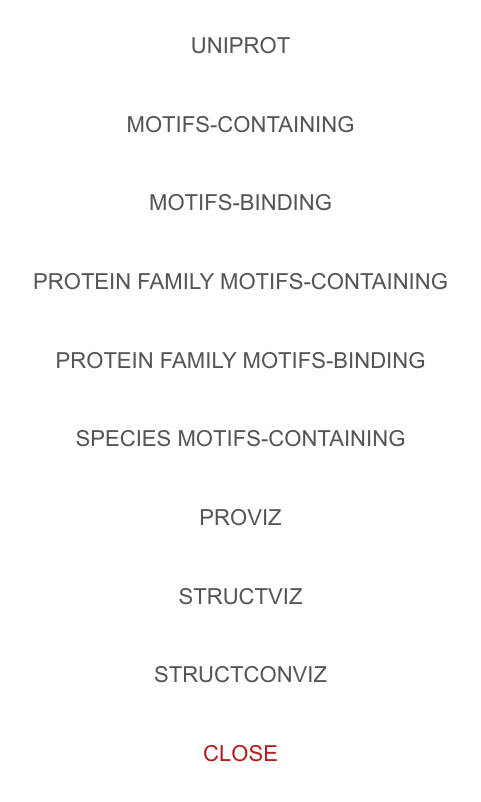 UNIPROT
MOTIFS-CONTAINING
MOTIFS-BINDING
PROTEIN FAMILY MOTIFS-CONTAINING
PROTEIN FAMILY MOTIFS-BINDING
SPECIES MOTIFS-CONTAINING
PROVIZ
STRUCTVIZ
STRUCTCONVIZ
CLOSE